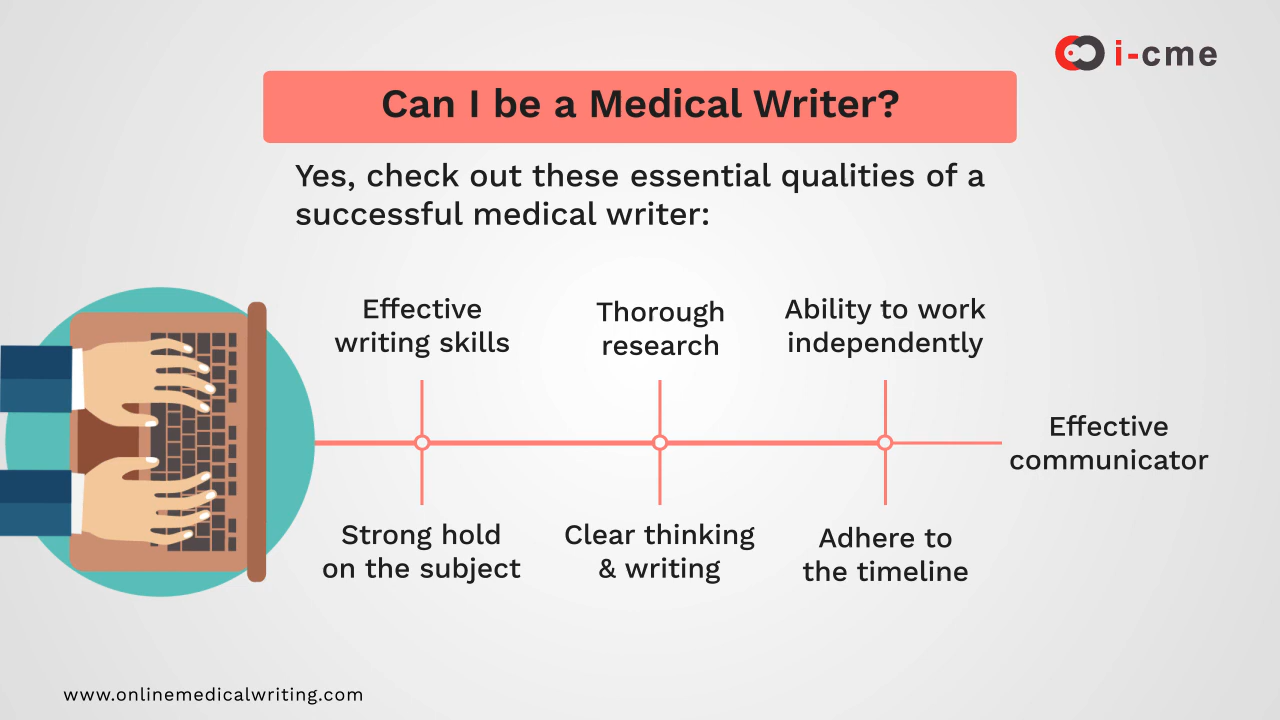 i-cme
Can I be a Medical Writer?
Yes, check out these essential qualities of a
successful medical writer:
Effective
writing skills
Thorough
research
Ability to work
independently
Effective
communicator
Strong hold
on the subject
Clear thinking
& writing
Adhere to
the timeline
www.onlinemedicalwriting.com